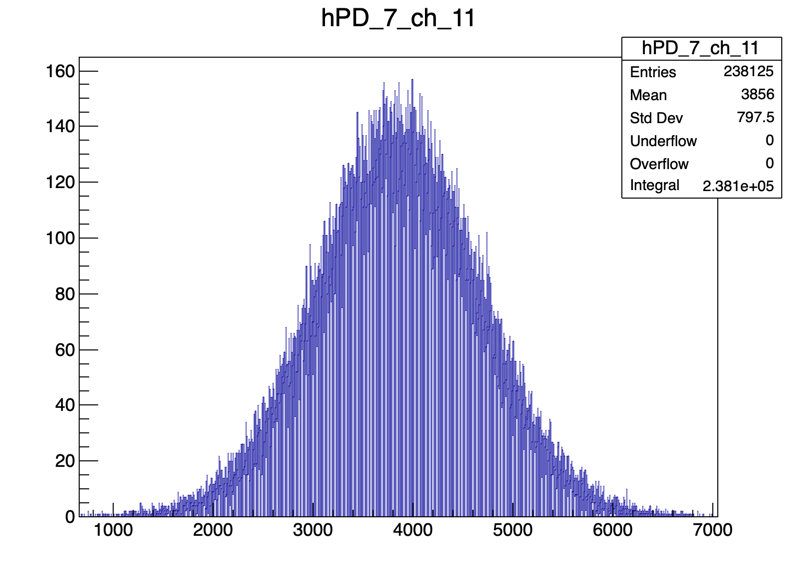 hPD_7_ch_11
hPD_7_ch_11
Entries 238125
Mean 3856
Std Dev 797.5
Underflow 0
Overflow 0
Integral 2.381e+05
160
140
120
100
80
60
40
20
0
1000 2000 3000 4000 5000 6000 7000